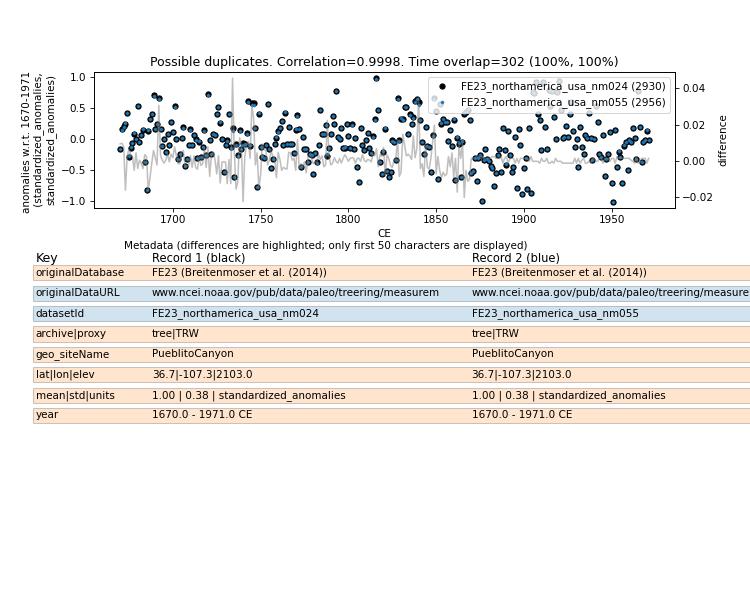 Possible duplicates. Correlation=0.9998. Time overlap=302 (100%, 100%)
anomalies w.r.t. 1670-1971
(standardized_anomalies,
standardized_anomalies)
1.0
0.5
0.0
−0.5
−1.0
FE23_northamerica_usa_nm024 (2930)
FE23_northamerica_usa_nm055 (2956)
0.04
0.02
0.00
−0.02
difference
1700 1750 1800 1850 1900 1950
CE
Metadata (differences are highlighted; only first 50 characters are displayed)
Key Record 1 (black) Record 2 (blue)
originalDatabase FE23 (Breitenmoser et al. (2014)) FE23 (Breitenmoser et al. (2014))
originalDataURL www.ncei.noaa.gov/pub/data/paleo/treering/measurem www.ncei.noaa.gov/pub/data/paleo/treering/measure
datasetId FE23_northamerica_usa_nm024 FE23_northamerica_usa_nm055
archive|proxy tree|TRW tree|TRW
geo_siteName PueblitoCanyon PueblitoCanyon
lat|lon|elev 36.7|-107.3|2103.0 36.7|-107.3|2103.0
mean|std|units 1.00 | 0.38 | standardized_anomalies 1.00 | 0.38 | standardized_anomalies
year 1670.0 - 1971.0 CE 1670.0 - 1971.0 CE